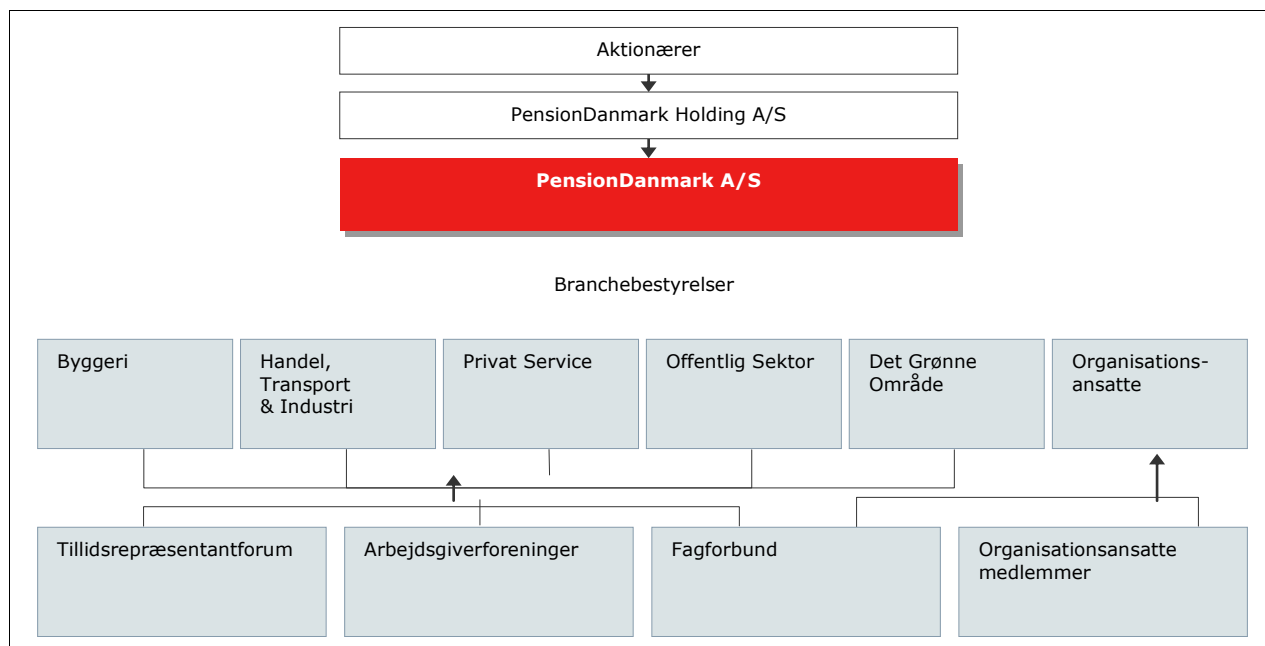 Aktionærer
PensionDanmark Holding A/S
PensionDanmark A/S
Branchebestyrelser
Byggeri
Handel,
Transport
& Industri
Privat Service
Offentlig Sektor
Det Grønne
Område
Organisations-
ansatte
Tillidsrepræsentantforum
Arbejdsgiverforeninger
Fagforbund
Organisationsansatte
medlemmer